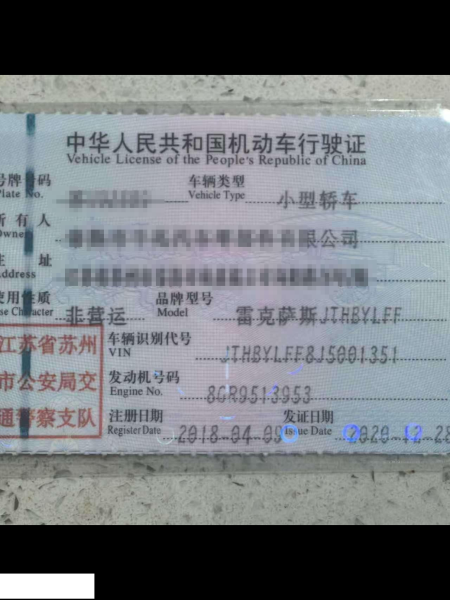 中华人民共和国机动车行驶证
Vehicle License of the People's Republic of China
号牌号码 车辆类型 小型轿车
Plate No. Vehicle Type
所有人 有限公司
Owner
住 址
Address
使用性质 非营运 品牌型号 雷克萨斯JTHBYLFF
Use Character Model
江苏省苏州 车辆识别代号 JTHBYLFF8J5001351
VIN
市公安局交 发动机号码 8GR9513953
Engine No.
通警察支队 注册日期 2018-04-09 发证日期 2020-12-28
Register Date Issue Date